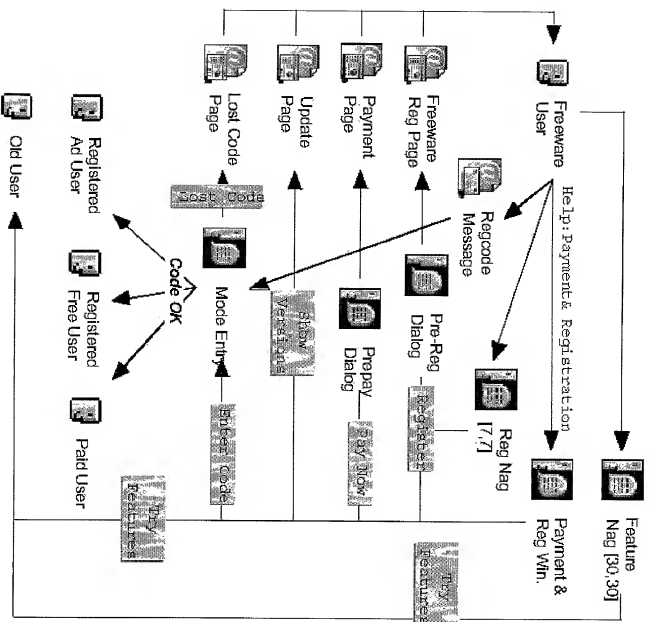 Feature
Nag [30,30]
Freeware
User
Help:Payment& Registration
Payment &
Reg Win.
Regcode
Message
Reg Nag
[7,7]
Try
Features
Freeware
Reg Page
Pre-Reg
Dialog
Register
Payment
Page
Prepay
Dialog
Pay Now
Update
Page
Show
Versions
Lost Code
Page
Lost Code
Mode Entry
Enter Code
Code OK
Try
Features
Registered
Ad User
Registered
Free User
Paid User
Old User